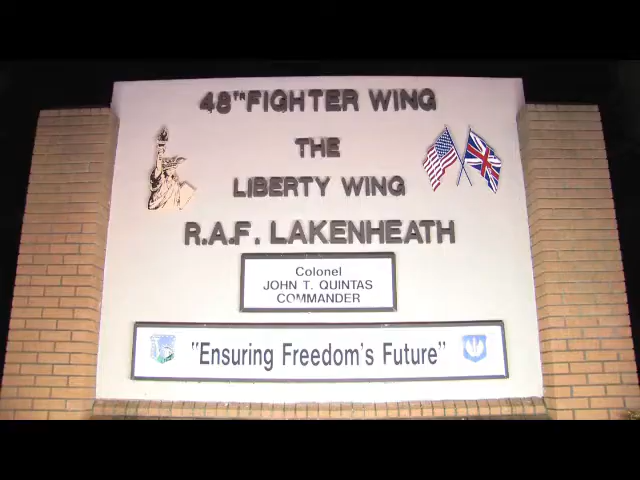 48TH FIGHTER WING
THE
LIBERTY WING
R.A.F. LAKENHEATH
Colonel
JOHN T. QUINTAS
COMMANDER
"Ensuring Freedom's Future"